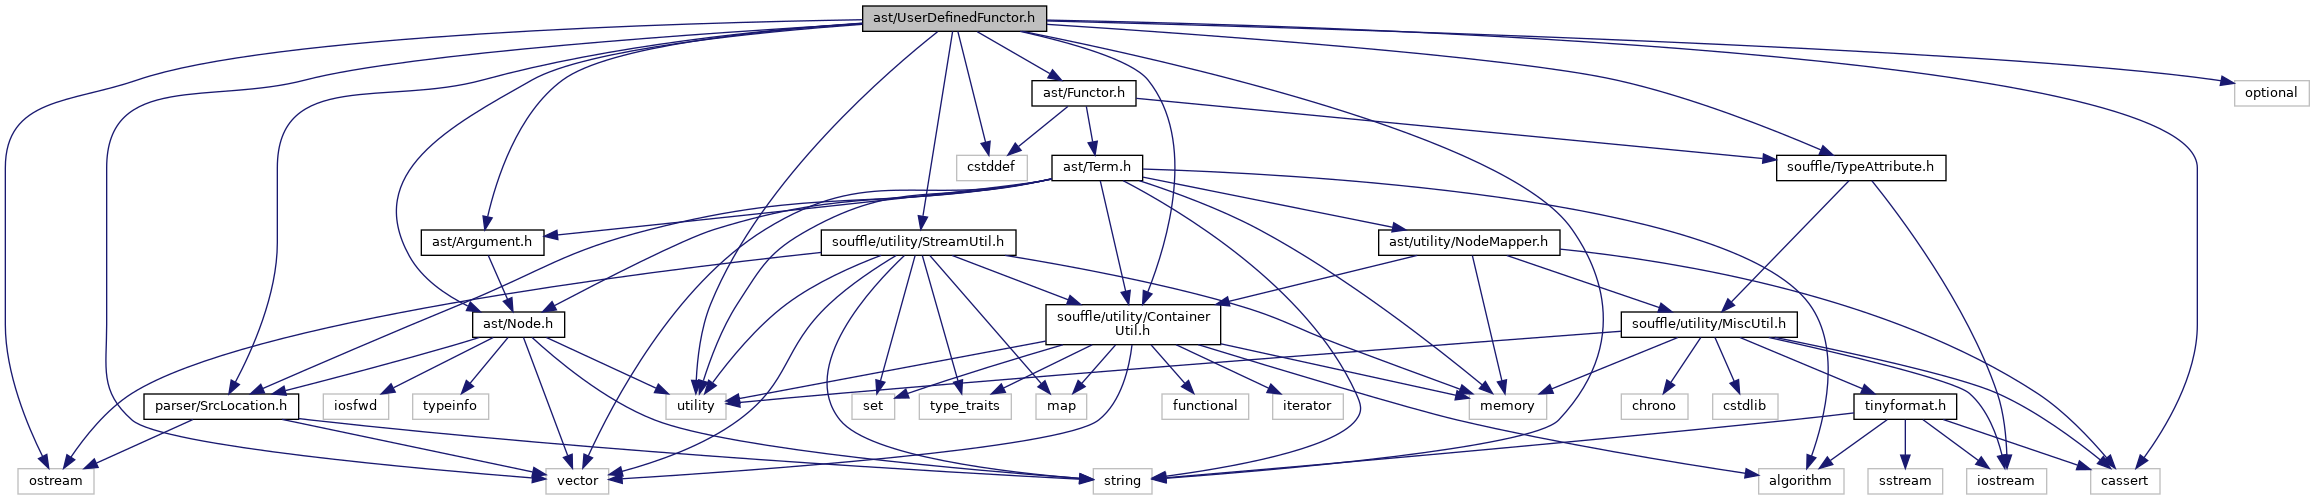 ast/UserDefinedFunctor.h
ast/Functor.h
optional
cstddef
ast/Term.h
souffle/TypeAttribute.h
ast/Argument.h
souffle/utility/StreamUtil.h
ast/utility/NodeMapper.h
ast/Node.h
souffle/utility/Container
Util.h
souffle/utility/MiscUtil.h
parser/SrcLocation.h
iosfwd
typeinfo
utility
set
type_traits
map
functional
iterator
memory
chrono
cstdlib
tinyformat.h
ostream
vector
string
algorithm
sstream
iostream
cassert